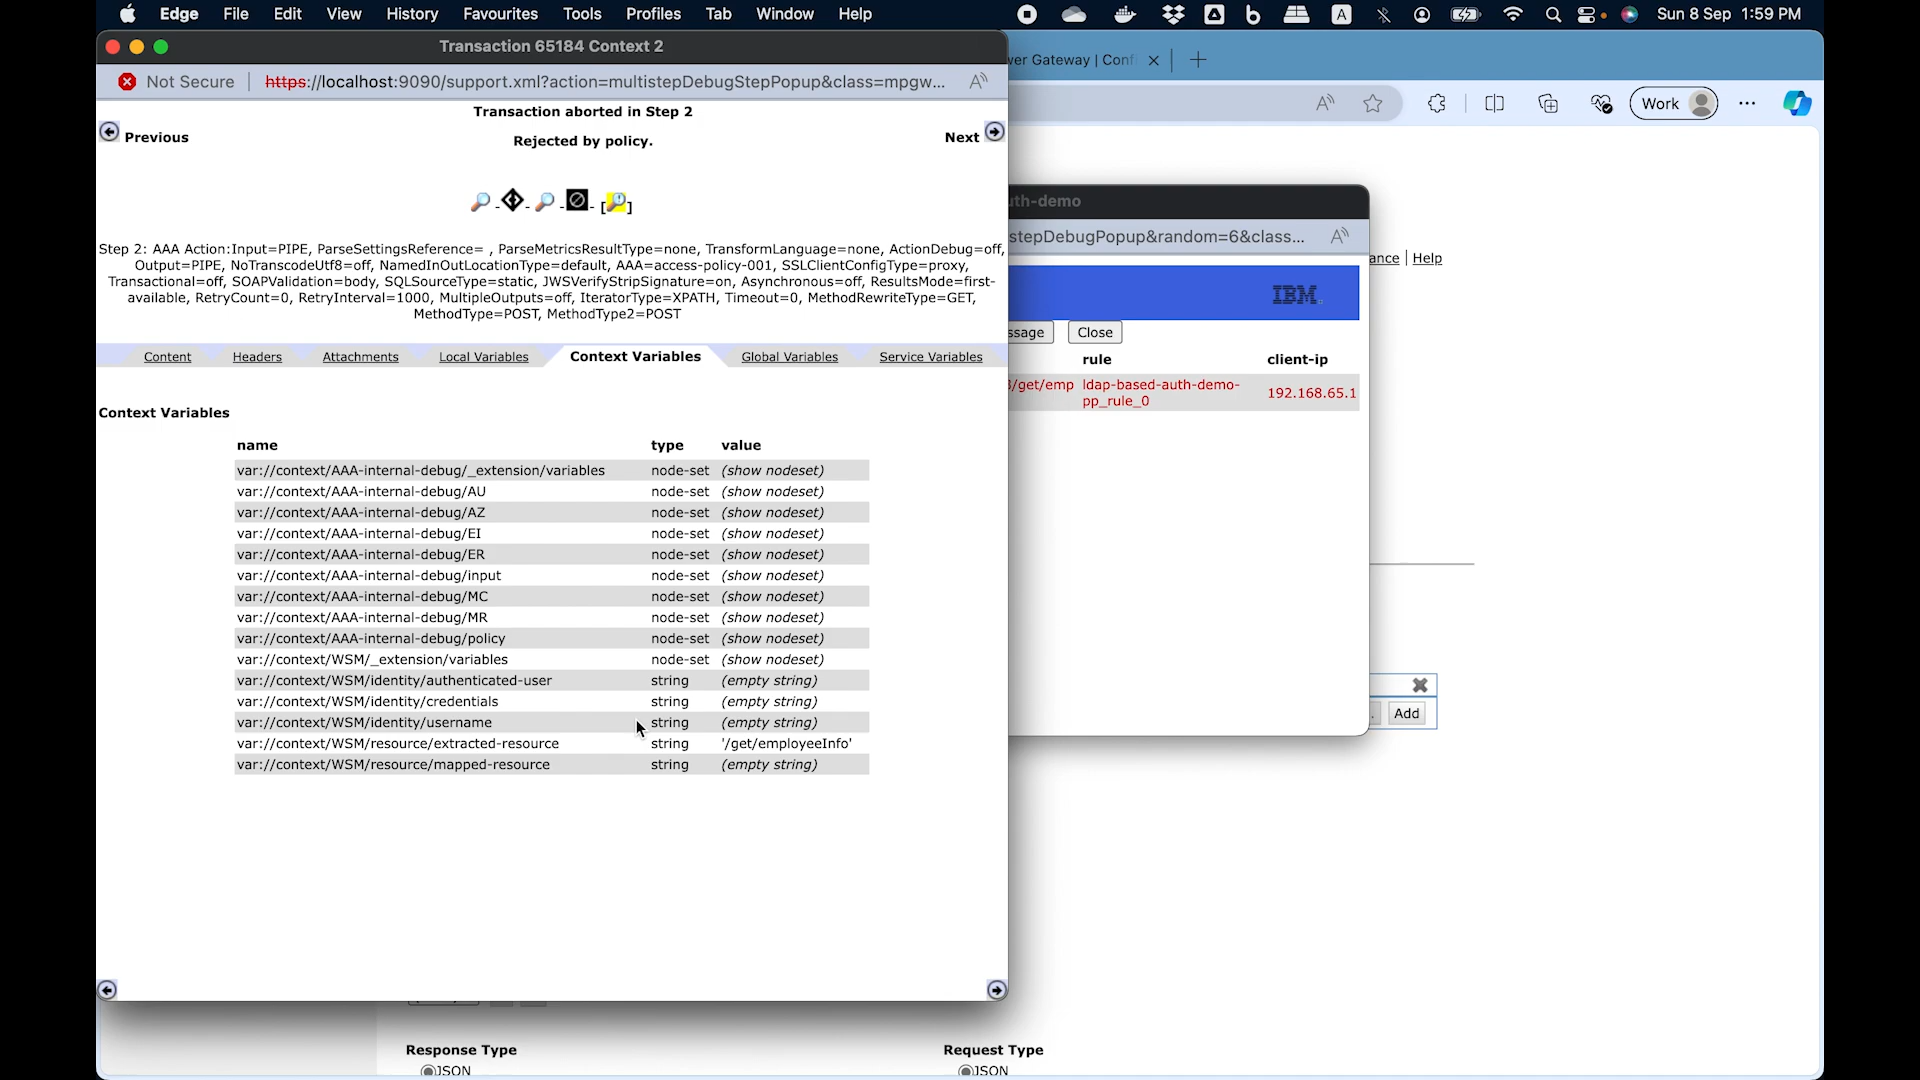 Edge File Edit View History Favourites Tools Profiles Tab Window Help Sun 8 Sep 1:59 PM
Transaction 65184 Context 2
Not Secure https://localhost:9090/support.xml?action=multistepDebugStepPopup&class=mpgw...
Transaction aborted in Step 2
Previous
Rejected by policy.
Next
Step 2: AAA Action:Input=PIPE, ParseSettingsReference= , ParseMetricsResultType=none, TransformLanguage=none, ActionDebug=off,
Output=PIPE, NoTranscodeUtf8=off, NamedInOutLocationType=default, AAA=access-policy-001, SSLClientConfigType=proxy,
Transactional=off, SOAPValidation=body, SQLSourceType=static, JWSVerifyStripSignature=on, Asynchronous=off, ResultsMode=first-
available, RetryCount=0, RetryInterval=1000, MultipleOutputs=off, IteratorType=XPATH, Timeout=0, MethodRewriteType=GET,
MethodType=POST, MethodType2=POST
Content Headers Attachments Local Variables Context Variables Global Variables Service Variables
Context Variables
name type value
var://context/AAA-internal-debug/_extension/variables node-set (show nodeset)
var://context/AAA-internal-debug/AU node-set (show nodeset)
var://context/AAA-internal-debug/AZ node-set (show nodeset)
var://context/AAA-internal-debug/EI node-set (show nodeset)
var://context/AAA-internal-debug/ER node-set (show nodeset)
var://context/AAA-internal-debug/input node-set (show nodeset)
var://context/AAA-internal-debug/MC node-set (show nodeset)
var://context/AAA-internal-debug/MR node-set (show nodeset)
var://context/AAA-internal-debug/policy node-set (show nodeset)
var://context/WSM/_extension/variables node-set (show nodeset)
var://context/WSM/identity/authenticated-user string (empty string)
var://context/WSM/identity/credentials string (empty string)
var://context/WSM/identity/username string (empty string)
var://context/WSM/resource/extracted-resource string '/get/employeeInfo'
var://context/WSM/resource/mapped-resource string (empty string)
wer Gateway | Conf
Work
uth-demo
stepDebugPopup&random=6&class...
ance | Help
IBM
ssage Close
rule client-ip
/get/emp ldap-based-auth-demo- 192.168.65.1
pp_rule_0
Add
Response Type Request Type
JSON JSON